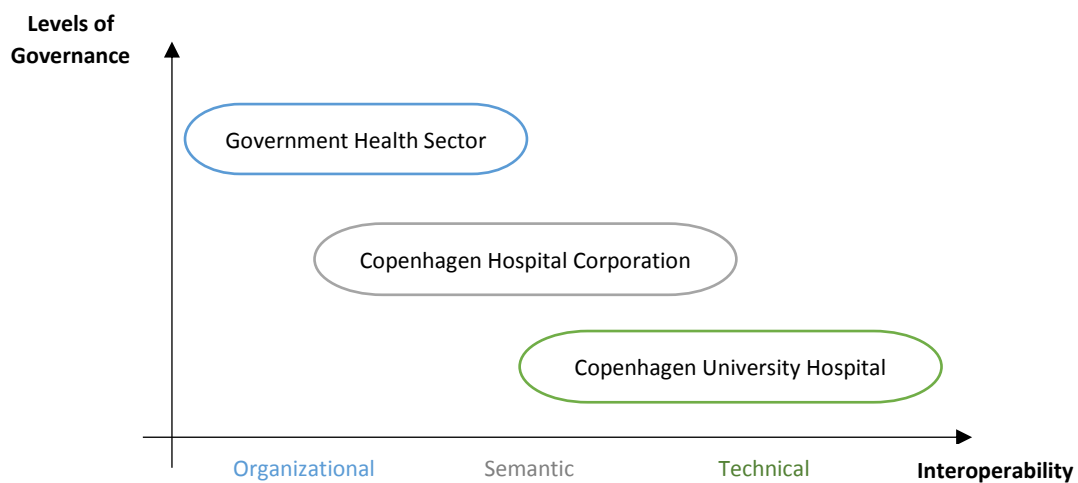 Levels of
Governance
Government Health Sector
Copenhagen Hospital Corporation
Copenhagen University Hospital
Organizational
Semantic
Technical
Interoperability